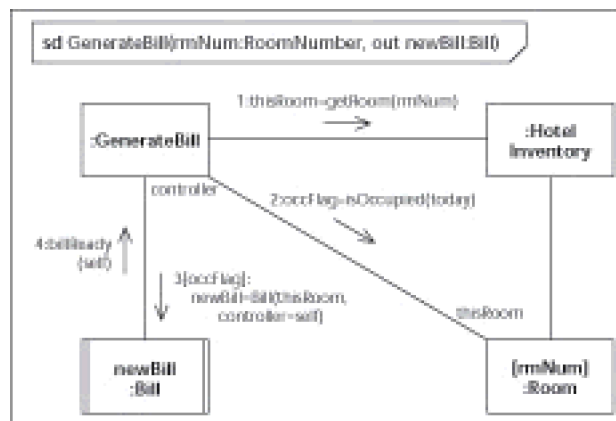 sd GenerateBill(rmNum:RoomNumber, out newBill:Bill)
1:thisRoom=getRoom(rmNum)
:GenerateBill
:Hotel
Inventory
controller
2:occFlag=isOccupied(today)
4:billReady
(self)
3[occFlag]:
newBill=Bill(thisRoom,
controller=self)
thisRoom
newBill
:Bill
[rmNum]
:Room